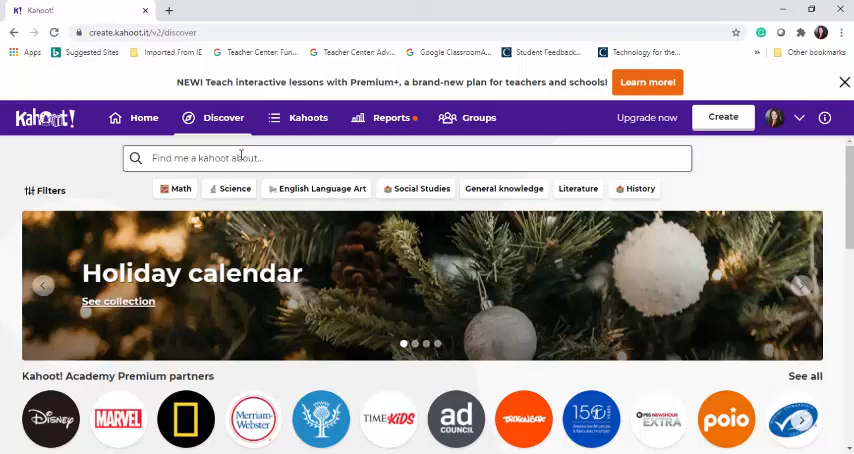 Kahoot!
create.kahoot.it/v2/discover
Apps Suggested Sites Imported From IE Teacher Center: Fun... Teacher Center: Adv... Google ClassroomA... Student Feedback... Technology for the... » Other bookmarks
NEW! Teach interactive lessons with Premium+, a brand-new plan for teachers and schools! Learn more!
Kahoot! Home Discover Kahoots Reports Groups Upgrade now Create
Find me a kahoot about...
Filters Math Science English Language Art Social Studies General knowledge Literature History
Holiday calendar
See collection
Kahoot! Academy Premium partners See all
Disney MARVEL Merriam-Webster TIME for KiDS ad COUNCIL 150 PBS NEWSHOUR EXTRA poio